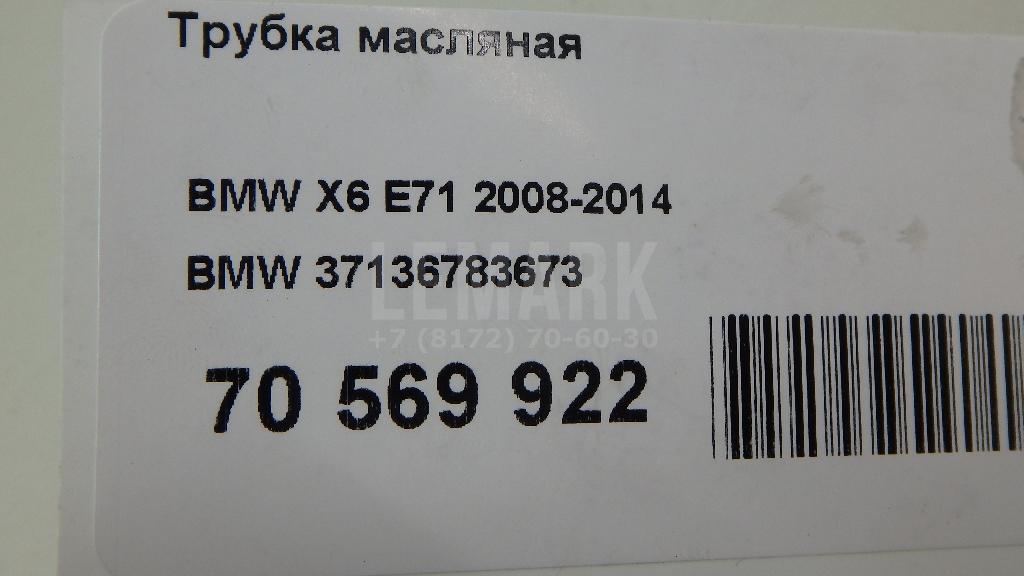 Трубка масляная
BMW X6 E71 2008-2014
BMW 37136783673
LEMARK
+7 (8172) 70-60-30
70 569 922